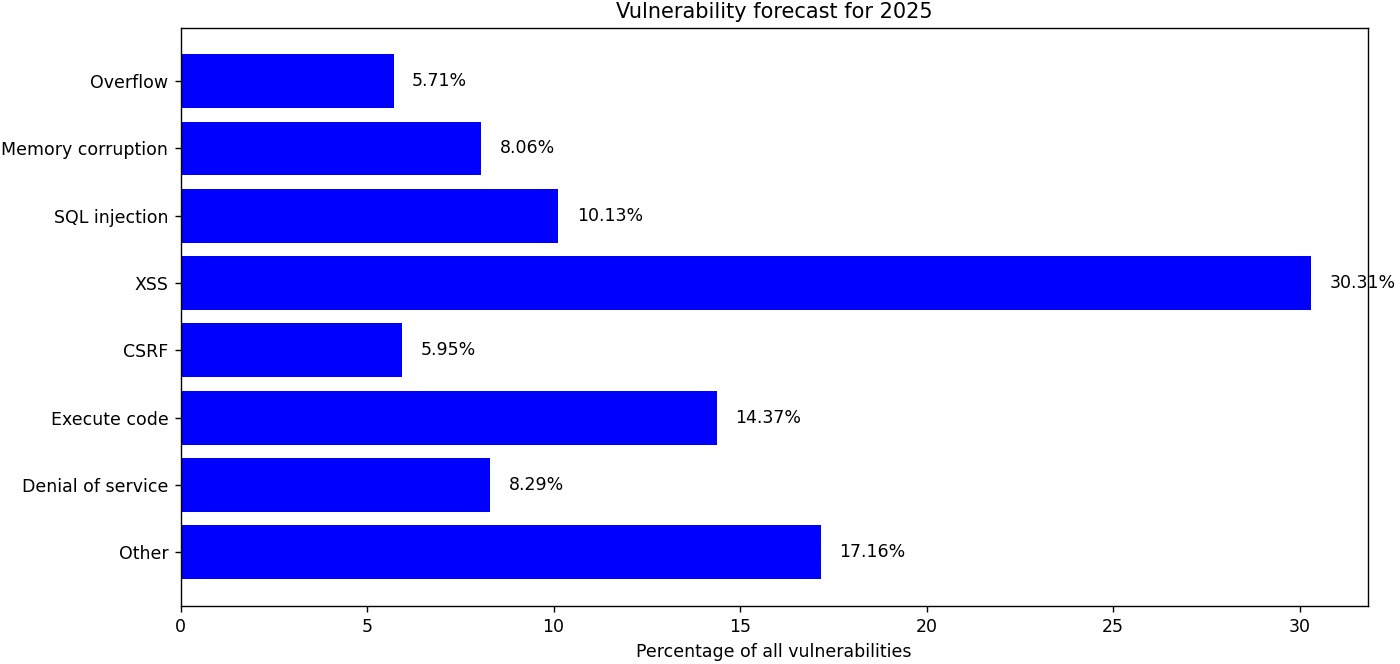 Vulnerability forecast for 2025
Overflow 5.71%
Memory corruption 8.06%
SQL injection 10.13%
XSS 30.31%
CSRF 5.95%
Execute code 14.37%
Denial of service 8.29%
Other 17.16%
0 5 10 15 20 25 30
Percentage of all vulnerabilities